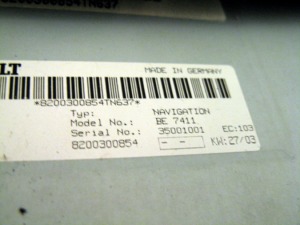 8200300854TN637
LT MADE IN GERMANY
*8200300854TN637*
Typ: NAVIGATION
Model No.: BE 7411
Serial No.: 35001001 EC:103
8200300854 - - KW:27/03